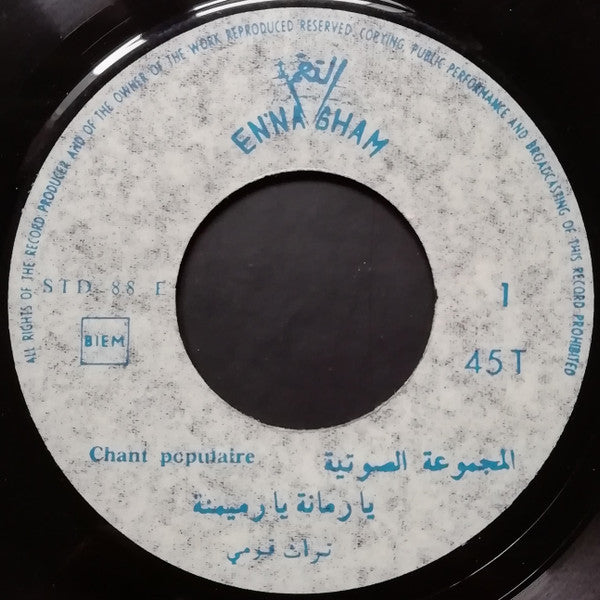 ALL RIGHTS OF THE RECORD PRODUCER AND OF THE OWNER OF THE WORK REPRODUCED RESERVED. COPYING, PUBLIC PERFORMANCE AND BROADCASTING OF THIS RECORD PROHIBITED
ENNAGHAM
STD 88 F
1
BIEM
45 T
Chant populaire المجموعة الصوتية
يا رمانة يا رميمنة
تراث قومي